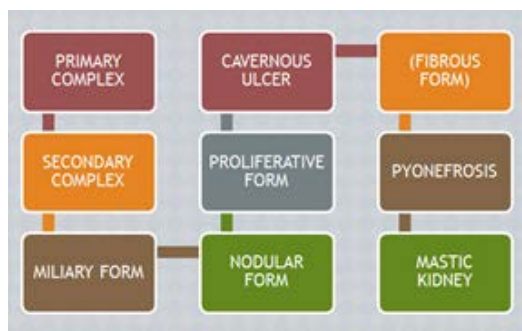 PRIMARY
COMPLEX
SECONDARY
COMPLEX
MILIARY FORM
NODULAR
FORM
PROLIFERATIVE
FORM
CAVERNOUS
ULCER
(FIBROUS
FORM)
PYONEFROSIS
MASTIC
KIDNEY